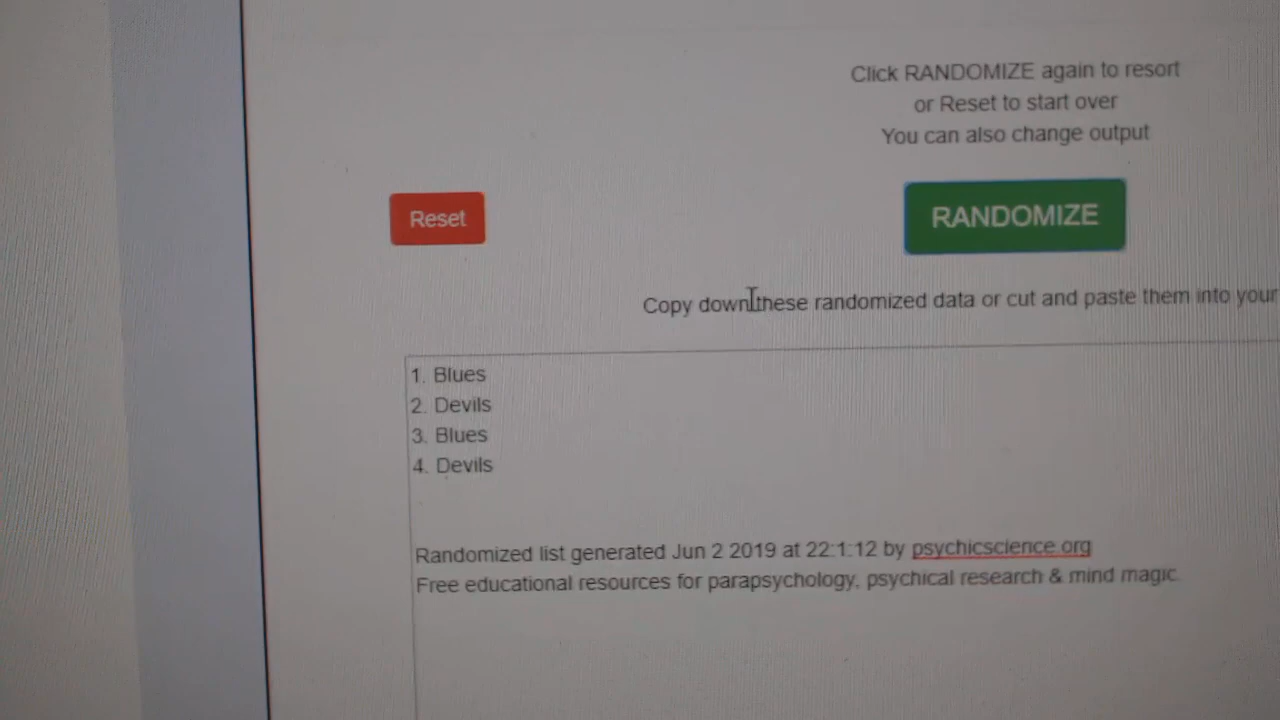 Click RANDOMIZE again to resort
or Reset to start over
You can also change output
Reset
RANDOMIZE
Copy down these randomized data or cut and paste them into your
1. Blues
2. Devils
3. Blues
4. Devils
Randomized list generated Jun 2 2019 at 22:1:12 by psychicscience.org
Free educational resources for parapsychology, psychical research & mind magic.